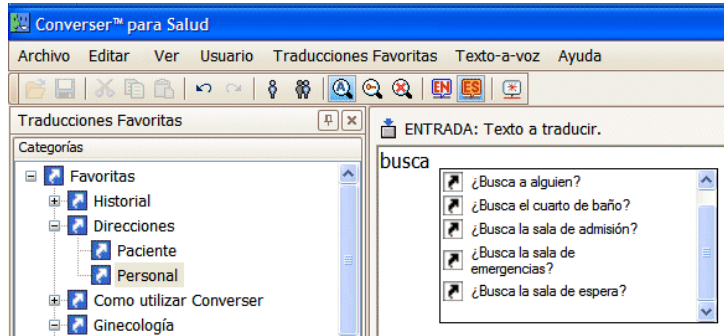 Converser™ para Salud
Archivo Editar Ver Usuario Traducciones Favoritas Texto-a-voz Ayuda
A EN ES
Traducciones Favoritas
ENTRADA: Texto a traducir.
Categorías
busca
Favoritas
¿Busca a alguien?
Historial
¿Busca el cuarto de baño?
Direcciones
¿Busca la sala de admisión?
Paciente
¿Busca la sala de
emergencias?
Personal
¿Busca la sala de espera?
Como utilizar Converser
Ginecología